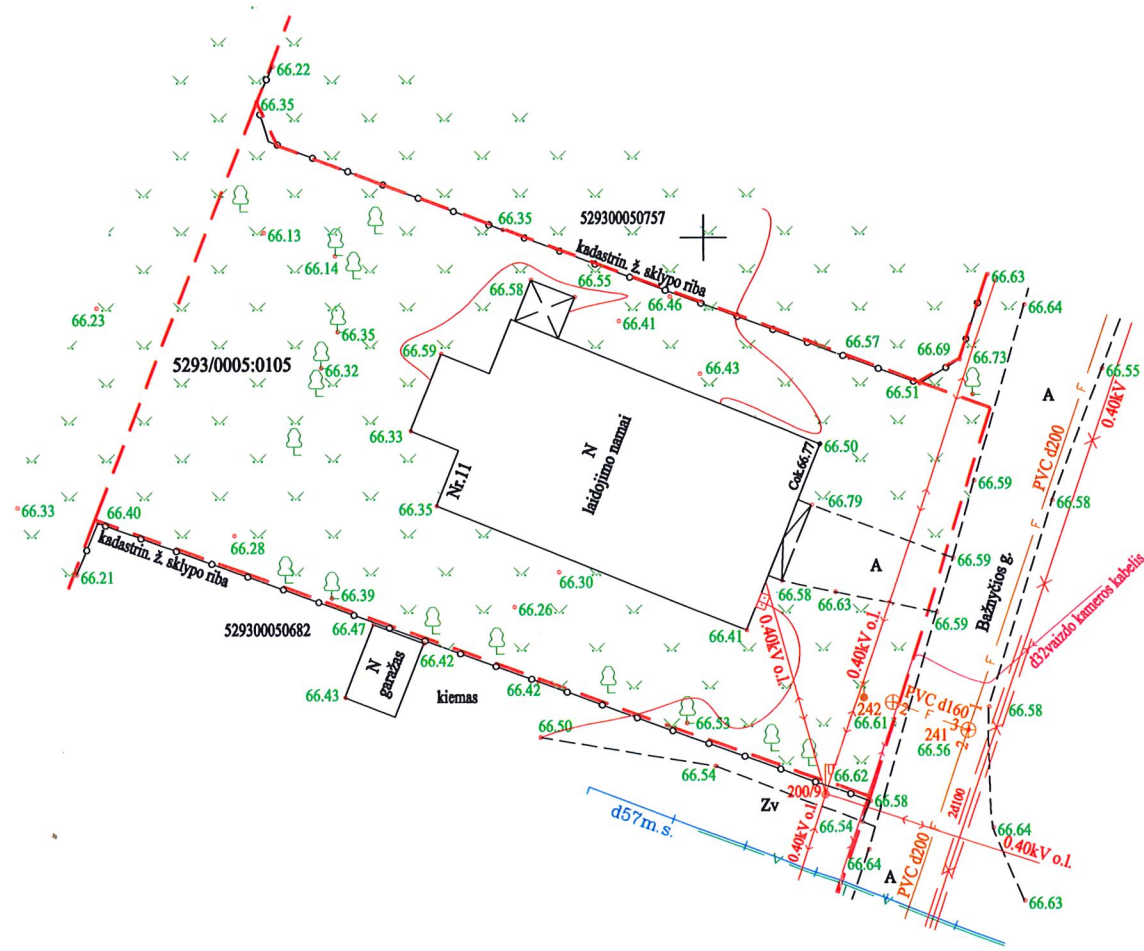 66.22
66.35
66.35
529300050757
kadastrin. ž. sklypo riba
66.13
66.14
66.58
66.55
66.46
66.63
66.64
66.23
66.35
66.41
66.59
66.57
66.69
66.73
66.55
5293/0005:0105
66.32
66.43
66.51
A
F
0.40kV
PVC d200
66.33
N
laidojimo namai
66.50
Cok.66.77
Nr.11
66.35
66.79
66.59
66.58
F
66.33
66.40
66.28
kadastrin. ž. sklypo riba
66.21
66.30
A
66.59
66.58
66.63
66.59
Bažnyčios g.
F
66.39
66.26
66.47
529300050682
66.42
66.41
0.40kV o.l.
0.40kV o.l.
d32vaizdo kameros kabelis
F
N
garažas
66.43
kiemas
66.42
242
2
PVC d160
F
3
66.58
66.50
66.53
66.61
241
2
66.56
66.54
66.62
200/9
66.58
Zv
66.54
2d100
F
66.64
d57m.s.
0.40kV o.l.
0.40kV o.l.
66.64
A
PVC d200
V
V
66.63